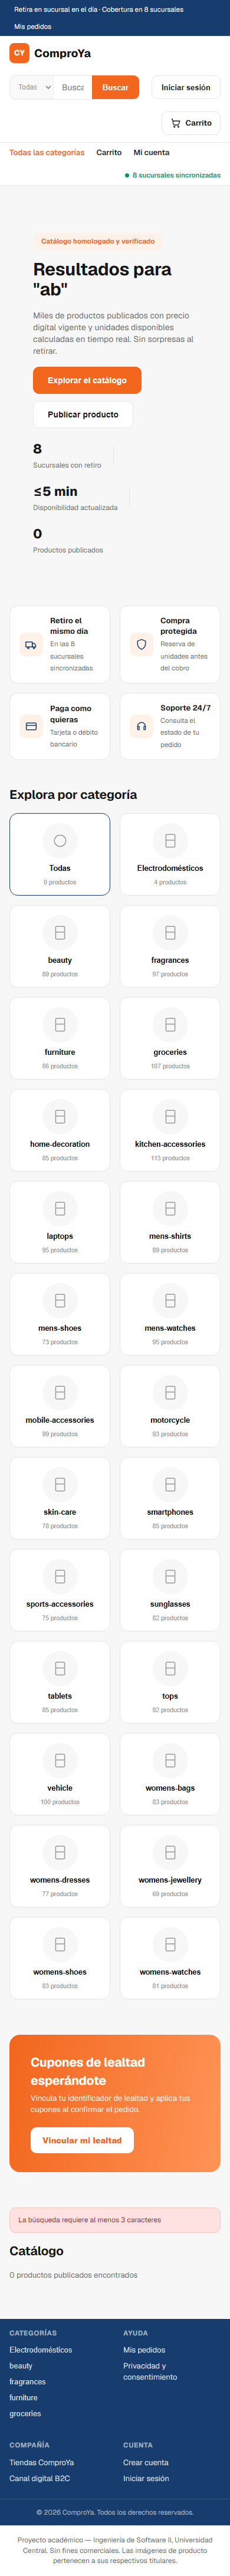 Retira en sucursal en el día · Cobertura en 8 sucursales
Mis pedidos
CY ComproYa
Todas Busca Buscar Iniciar sesión
Carrito
Todas las categorías Carrito Mi cuenta
8 sucursales sincronizadas
Catálogo homologado y verificado
Resultados para
"ab"
Miles de productos publicados con precio
digital vigente y unidades disponibles
calculadas en tiempo real. Sin sorpresas al
retirar.
Explorar el catálogo
Publicar producto
8
Sucursales con retiro
≤5 min
Disponibilidad actualizada
0
Productos publicados
Retiro el
mismo día
En las 8
sucursales
sincronizadas
Compra
protegida
Reserva de
unidades antes
del cobro
Paga como
quieras
Tarjeta o débito
bancario
Soporte 24/7
Consulta el
estado de tu
pedido
Explora por categoría
Todas
0 productos
Electrodomésticos
4 productos
beauty
89 productos
fragrances
97 productos
furniture
86 productos
groceries
107 productos
home-decoration
85 productos
kitchen-accessories
113 productos
laptops
95 productos
mens-shirts
89 productos
mens-shoes
73 productos
mens-watches
95 productos
mobile-accessories
99 productos
motorcycle
93 productos
skin-care
78 productos
smartphones
85 productos
sports-accessories
75 productos
sunglasses
82 productos
tablets
85 productos
tops
92 productos
vehicle
100 productos
womens-bags
83 productos
womens-dresses
77 productos
womens-jewellery
69 productos
womens-shoes
83 productos
womens-watches
81 productos
Cupones de lealtad
esperándote
Vincula tu identificador de lealtad y aplica tus
cupones al confirmar el pedido.
Vincular mi lealtad
La búsqueda requiere al menos 3 caracteres
Catálogo
0 productos publicados encontrados
CATEGORÍAS
Electrodomésticos
beauty
fragrances
furniture
groceries
AYUDA
Mis pedidos
Privacidad y
consentimiento
COMPAÑÍA
Tiendas ComproYa
Canal digital B2C
CUENTA
Crear cuenta
Iniciar sesión
© 2026 ComproYa. Todos los derechos reservados.
Proyecto académico — Ingeniería de Software II, Universidad
Central. Sin fines comerciales. Las imágenes de producto
pertenecen a sus respectivos titulares.